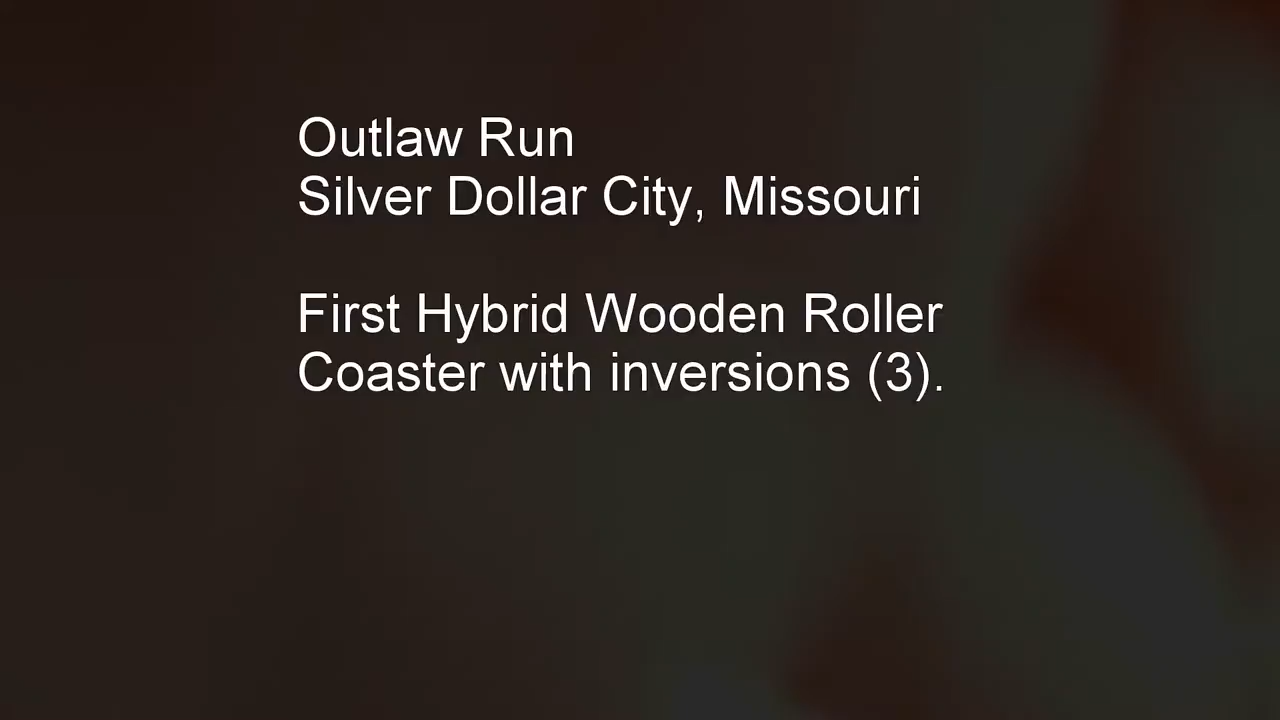 Outlaw Run
Silver Dollar City, Missouri
First Hybrid Wooden Roller
Coaster with inversions (3).